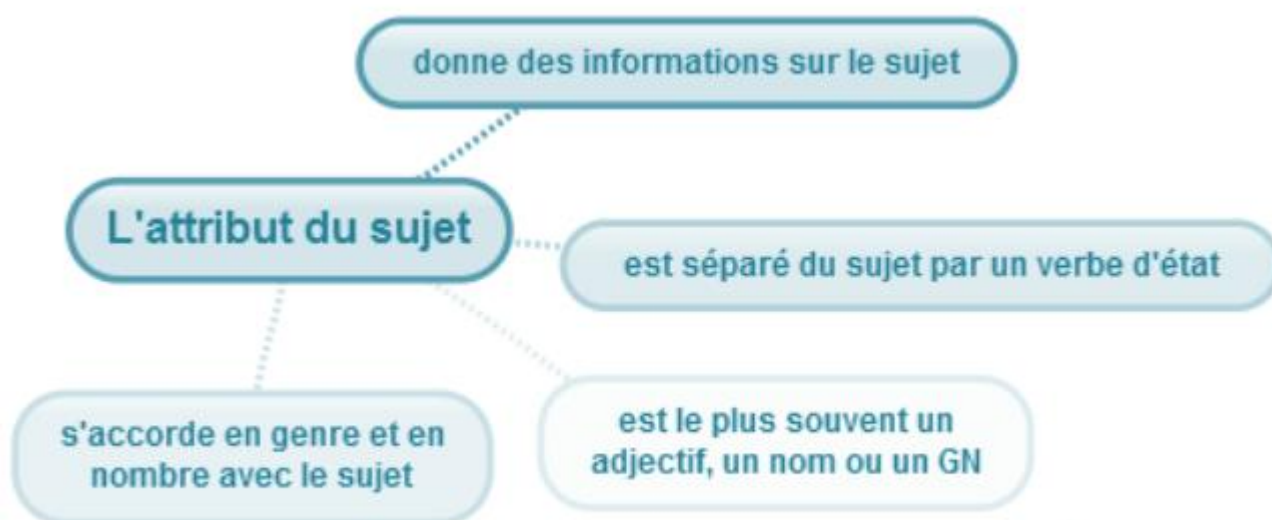 donne des informations sur le sujet
L'attribut du sujet
est séparé du sujet par un verbe d'état
s'accorde en genre et en
nombre avec le sujet
est le plus souvent un
adjectif, un nom ou un GN